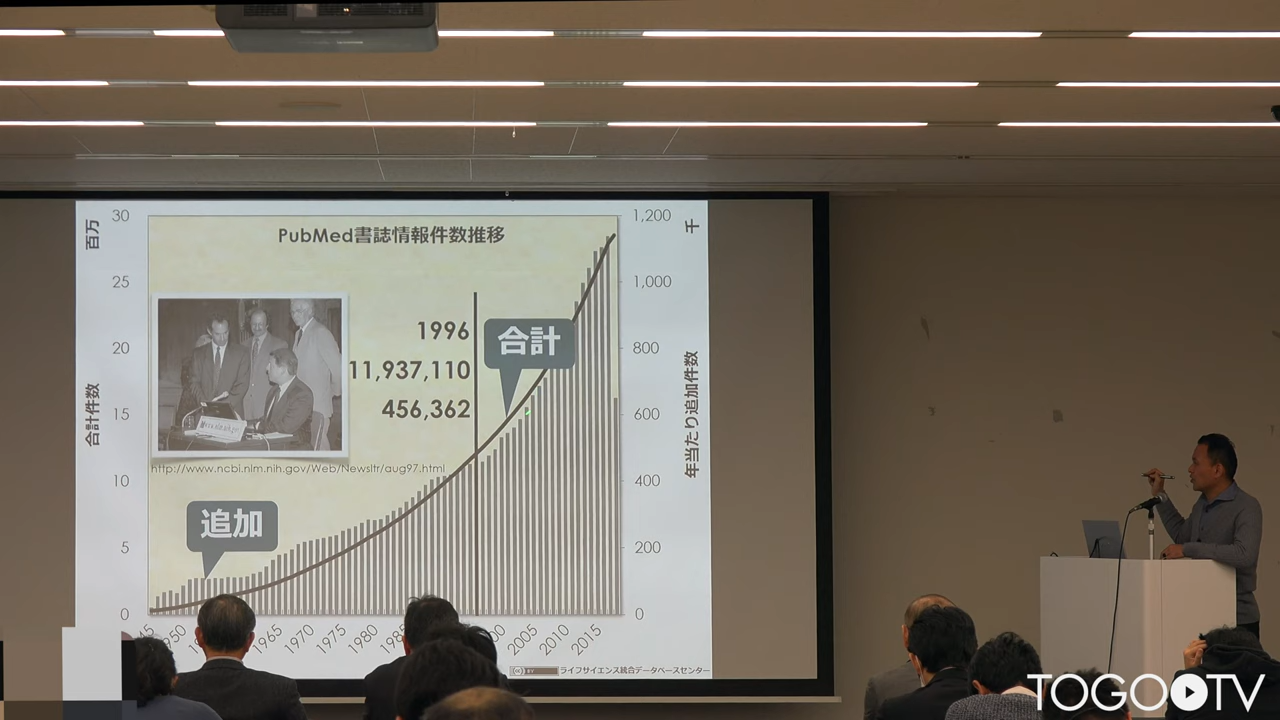 PubMed書誌情報件数推移
百万
30
25
20
15
10
5
0
合計件数
千
1,200
1,000
800
600
400
200
0
年当たり追加件数
1996
11,937,110
456,362
合計
追加
http://www.ncbi.nlm.nih.gov/Web/Newsltr/aug97.html
1965
1970
1975
1980
2005
2010
2015
ライフサイエンス統合データベースセンター
TOGO TV